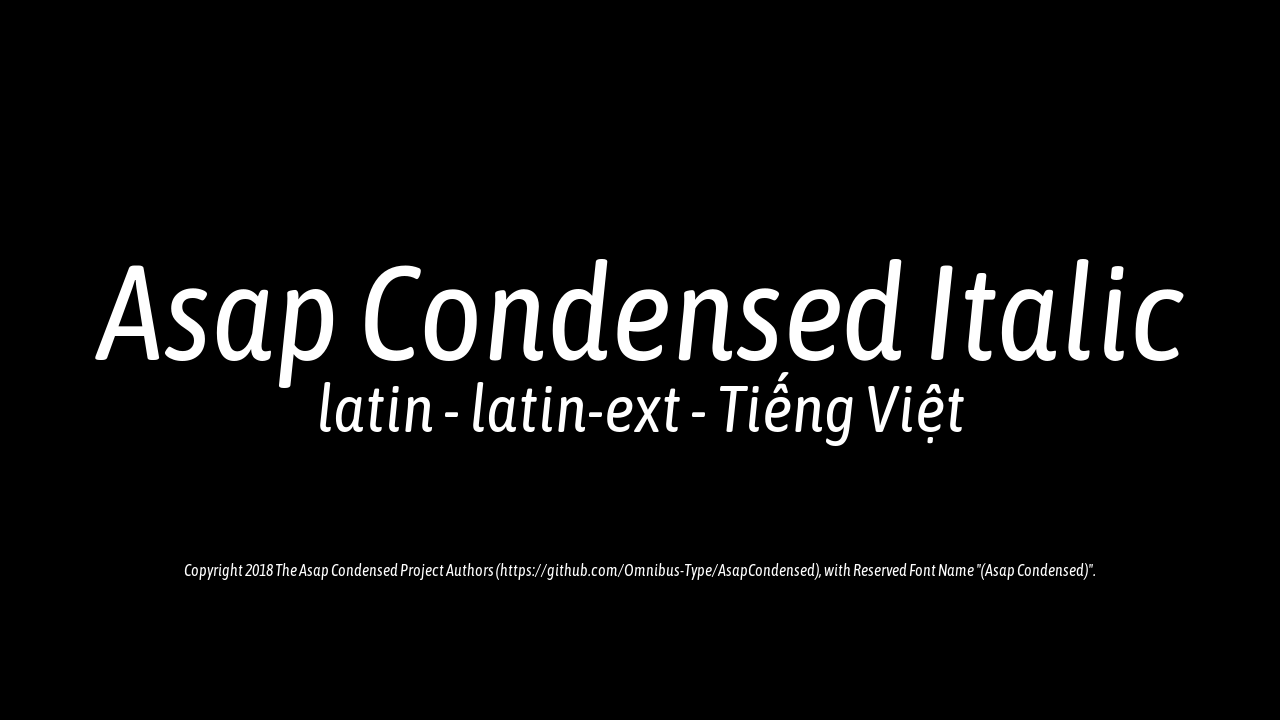 Asap Condensed Italic
latin - latin-ext - Tiếng Việt
Copyright 2018 The Asap Condensed Project Authors (https://github.com/Omnibus-Type/AsapCondensed), with Reserved Font Name "(Asap Condensed)".